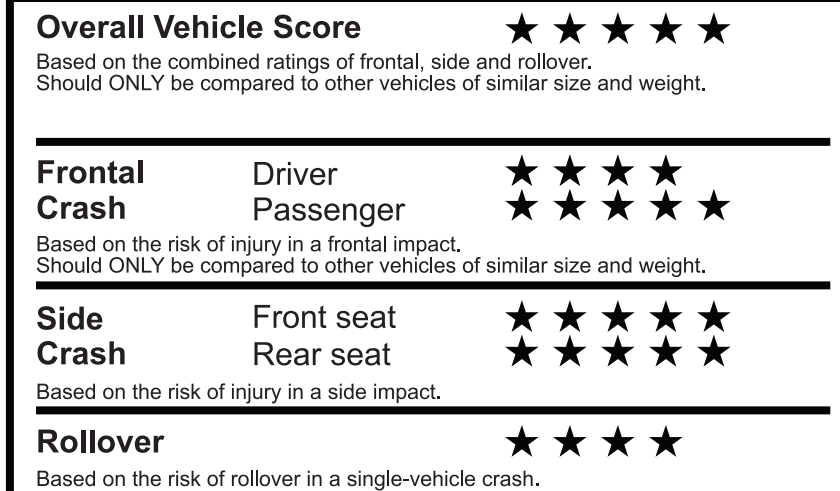 Overall Vehicle Score ★ ★ ★ ★ ★
Based on the combined ratings of frontal, side and rollover.
Should ONLY be compared to other vehicles of similar size and weight.
Frontal Driver ★ ★ ★ ★
Crash Passenger ★ ★ ★ ★ ★
Based on the risk of injury in a frontal impact.
Should ONLY be compared to other vehicles of similar size and weight.
Side Front seat ★ ★ ★ ★ ★
Crash Rear seat ★ ★ ★ ★ ★
Based on the risk of injury in a side impact.
Rollover ★ ★ ★ ★
Based on the risk of rollover in a single-vehicle crash.